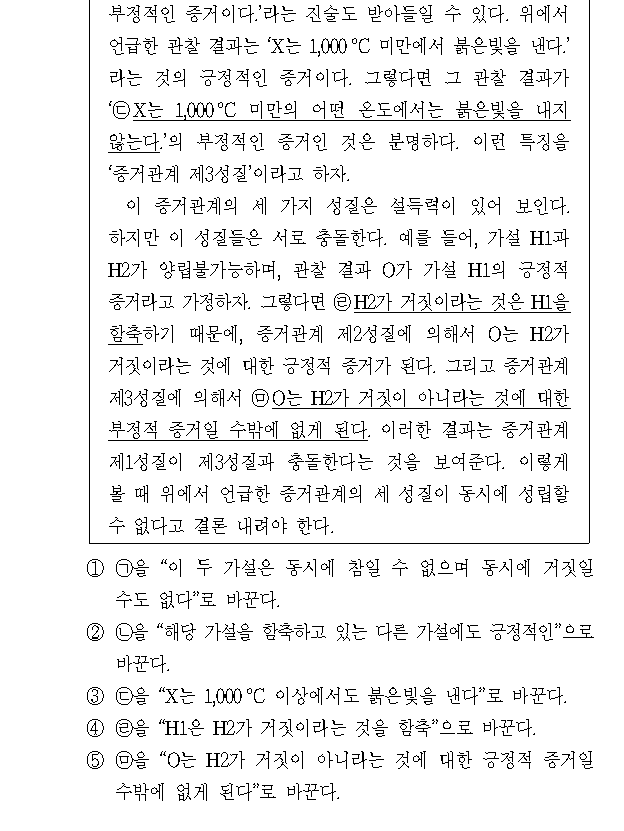 부정적인 증거이다.’라는 진술도 받아들일 수 있다. 위에서
언급한 관찰 결과는 ‘X는 1,000 ℃ 미만에서 붉은빛을 낸다.’
라는 것의 긍정적인 증거이다. 그렇다면 그 관찰 결과가
‘㉢X는 1,000 ℃ 미만의 어떤 온도에서는 붉은빛을 내지
않는다.’의 부정적인 증거인 것은 분명하다. 이런 특징을
‘증거관계 제3성질’이라고 하자.
이 증거관계의 세 가지 성질은 설득력이 있어 보인다.
하지만 이 성질들은 서로 충돌한다. 예를 들어, 가설 H1과
H2가 양립불가능하며, 관찰 결과 O가 가설 H1의 긍정적
증거라고 가정하자. 그렇다면 ㉣H2가 거짓이라는 것은 H1을
함축하기 때문에, 증거관계 제2성질에 의해서 O는 H2가
거짓이라는 것에 대한 긍정적 증거가 된다. 그리고 증거관계
제3성질에 의해서 ㉤O는 H2가 거짓이 아니라는 것에 대한
부정적 증거일 수밖에 없게 된다. 이러한 결과는 증거관계
제1성질이 제3성질과 충돌한다는 것을 보여준다. 이렇게
볼 때 위에서 언급한 증거관계의 세 성질이 동시에 성립할
수 없다고 결론 내려야 한다.
① ㉠을 “이 두 가설은 동시에 참일 수 없으며 동시에 거짓일
수도 없다”로 바꾼다.
② ㉡을 “해당 가설을 함축하고 있는 다른 가설에도 긍정적인”으로
바꾼다.
③ ㉢을 “X는 1,000 ℃ 이상에서도 붉은빛을 낸다”로 바꾼다.
④ ㉣을 “H1은 H2가 거짓이라는 것을 함축”으로 바꾼다.
⑤ ㉤을 “O는 H2가 거짓이 아니라는 것에 대한 긍정적 증거일
수밖에 없게 된다”로 바꾼다.